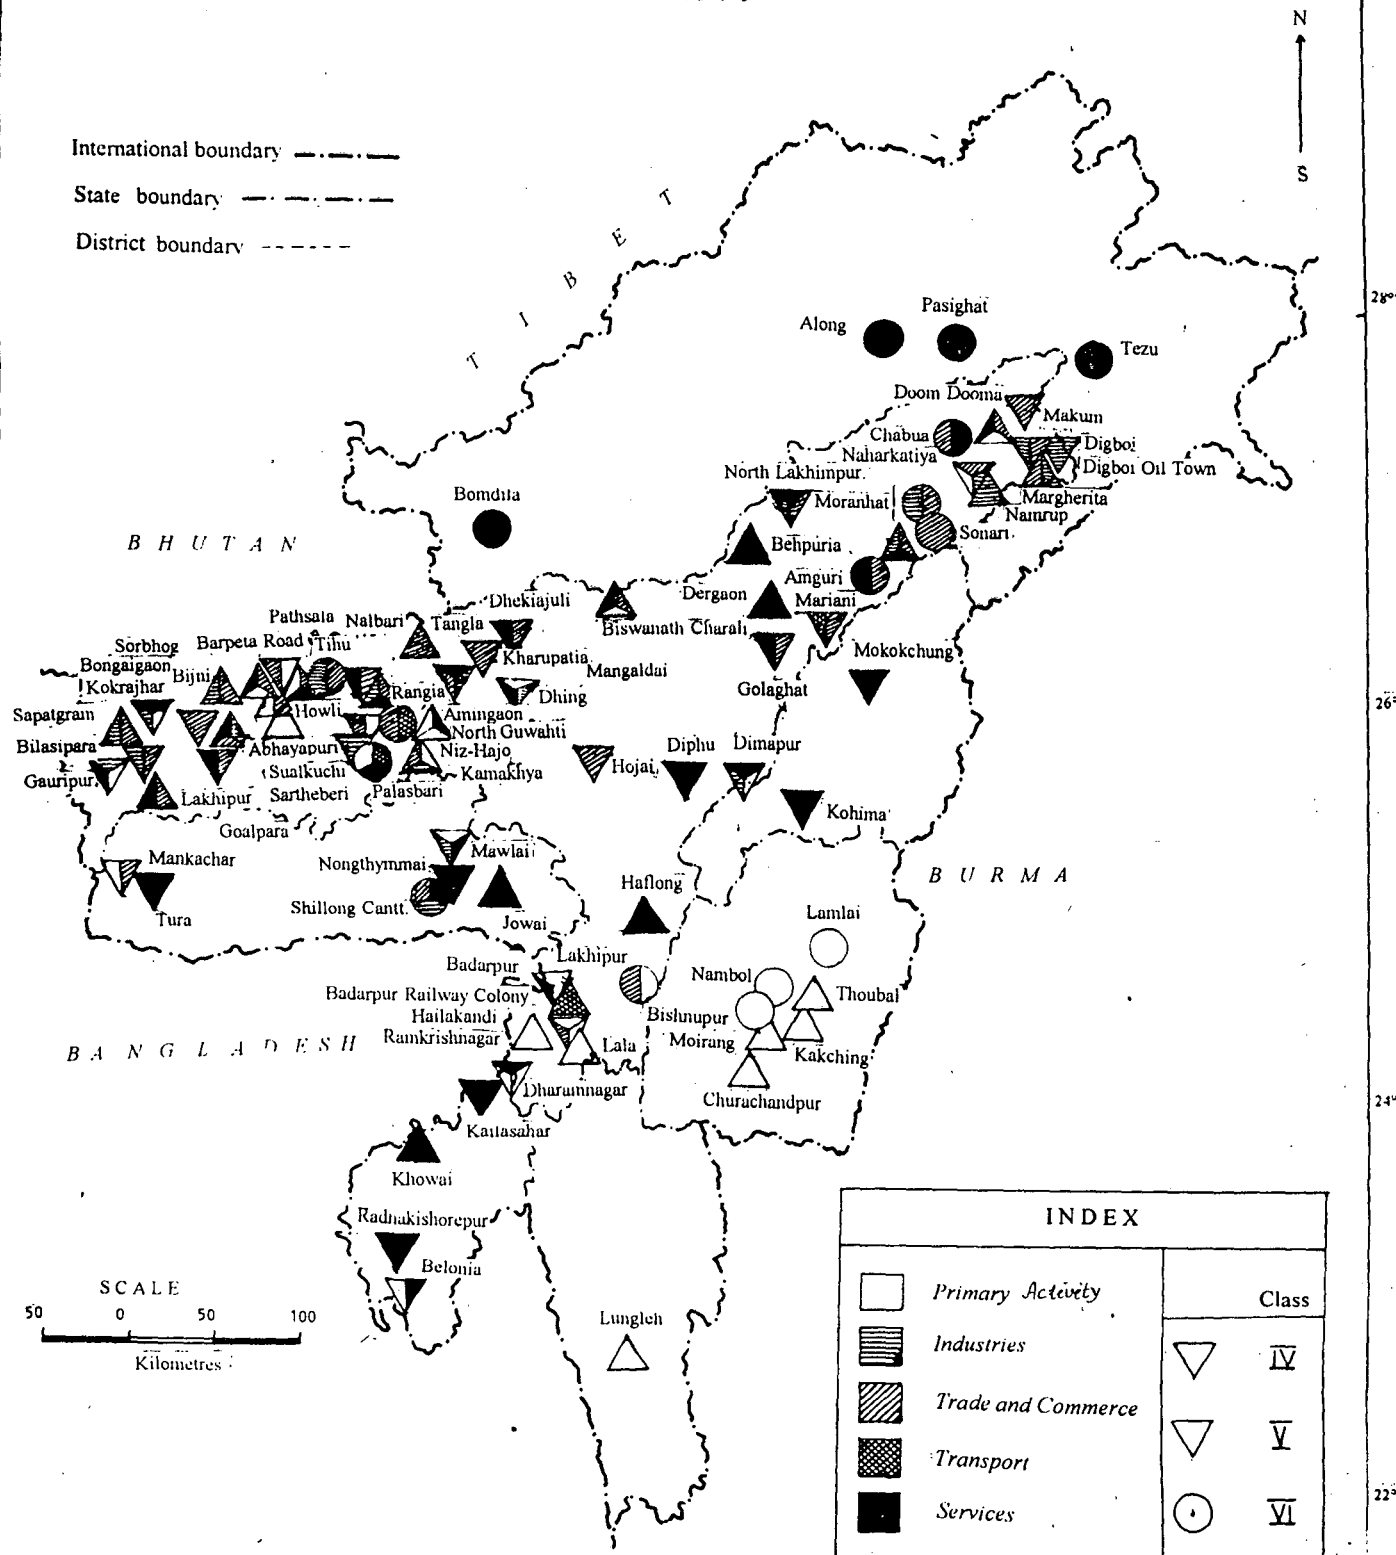 N
S
International boundary
State boundary
District boundary
T I B E T
28°
Pasighat
Along
Tezu
Doom Dooma
Makum
Chabua
Digboi
Naharkatiya
Digboi Oil Town
North Lakhimpur
Moranhat
Margherita
Namrup
Bomdila
Sonari
BHUTAN
Behpuria
Amguri
Dergaon
Mariani
Dhekiajuli
Pathsala
Nalbari
Tangla
Biswanath Charali
Sorbhog
Barpeta Road
Tihu
Kharupatia
Mokokchung
Bongaigaon
Bijni
Mangaldai
Kokrajhar
Rangia
Dhing
Golaghat
26°
Sapatgram
Howli
Amingaon
North Guwahti
Bilasipara
Abhayapuri
Niz-Hajo
Diphu
Dimapur
Gauripur
Sualkuchi
Kamakhya
Hojai
Lakhipur
Sartheberi
Palasbari
Kohima
Goalpara
Mankachar
Nongthymmai
Mawlai
BURMA
Tura
Shillong Cantt.
Jowai
Haflong
Lamlai
Badarpur
Lakhipur
Nambol
Thoubal
Badarpur Railway Colony
Hailakandi
Bishnupur
Ramkrishnagar
Lala
Moirang
Kakching
BANGLADESH
Dharamnagar
Churachandpur
24°
Kailasahar
Khowai
Radhakishorepur
Belonia
SCALE
50 0 50 100
Kilometres
Lungleh
INDEX
Primary Activity
Class
Industries
IV
Trade and Commerce
V
Transport
Services
VI
22°